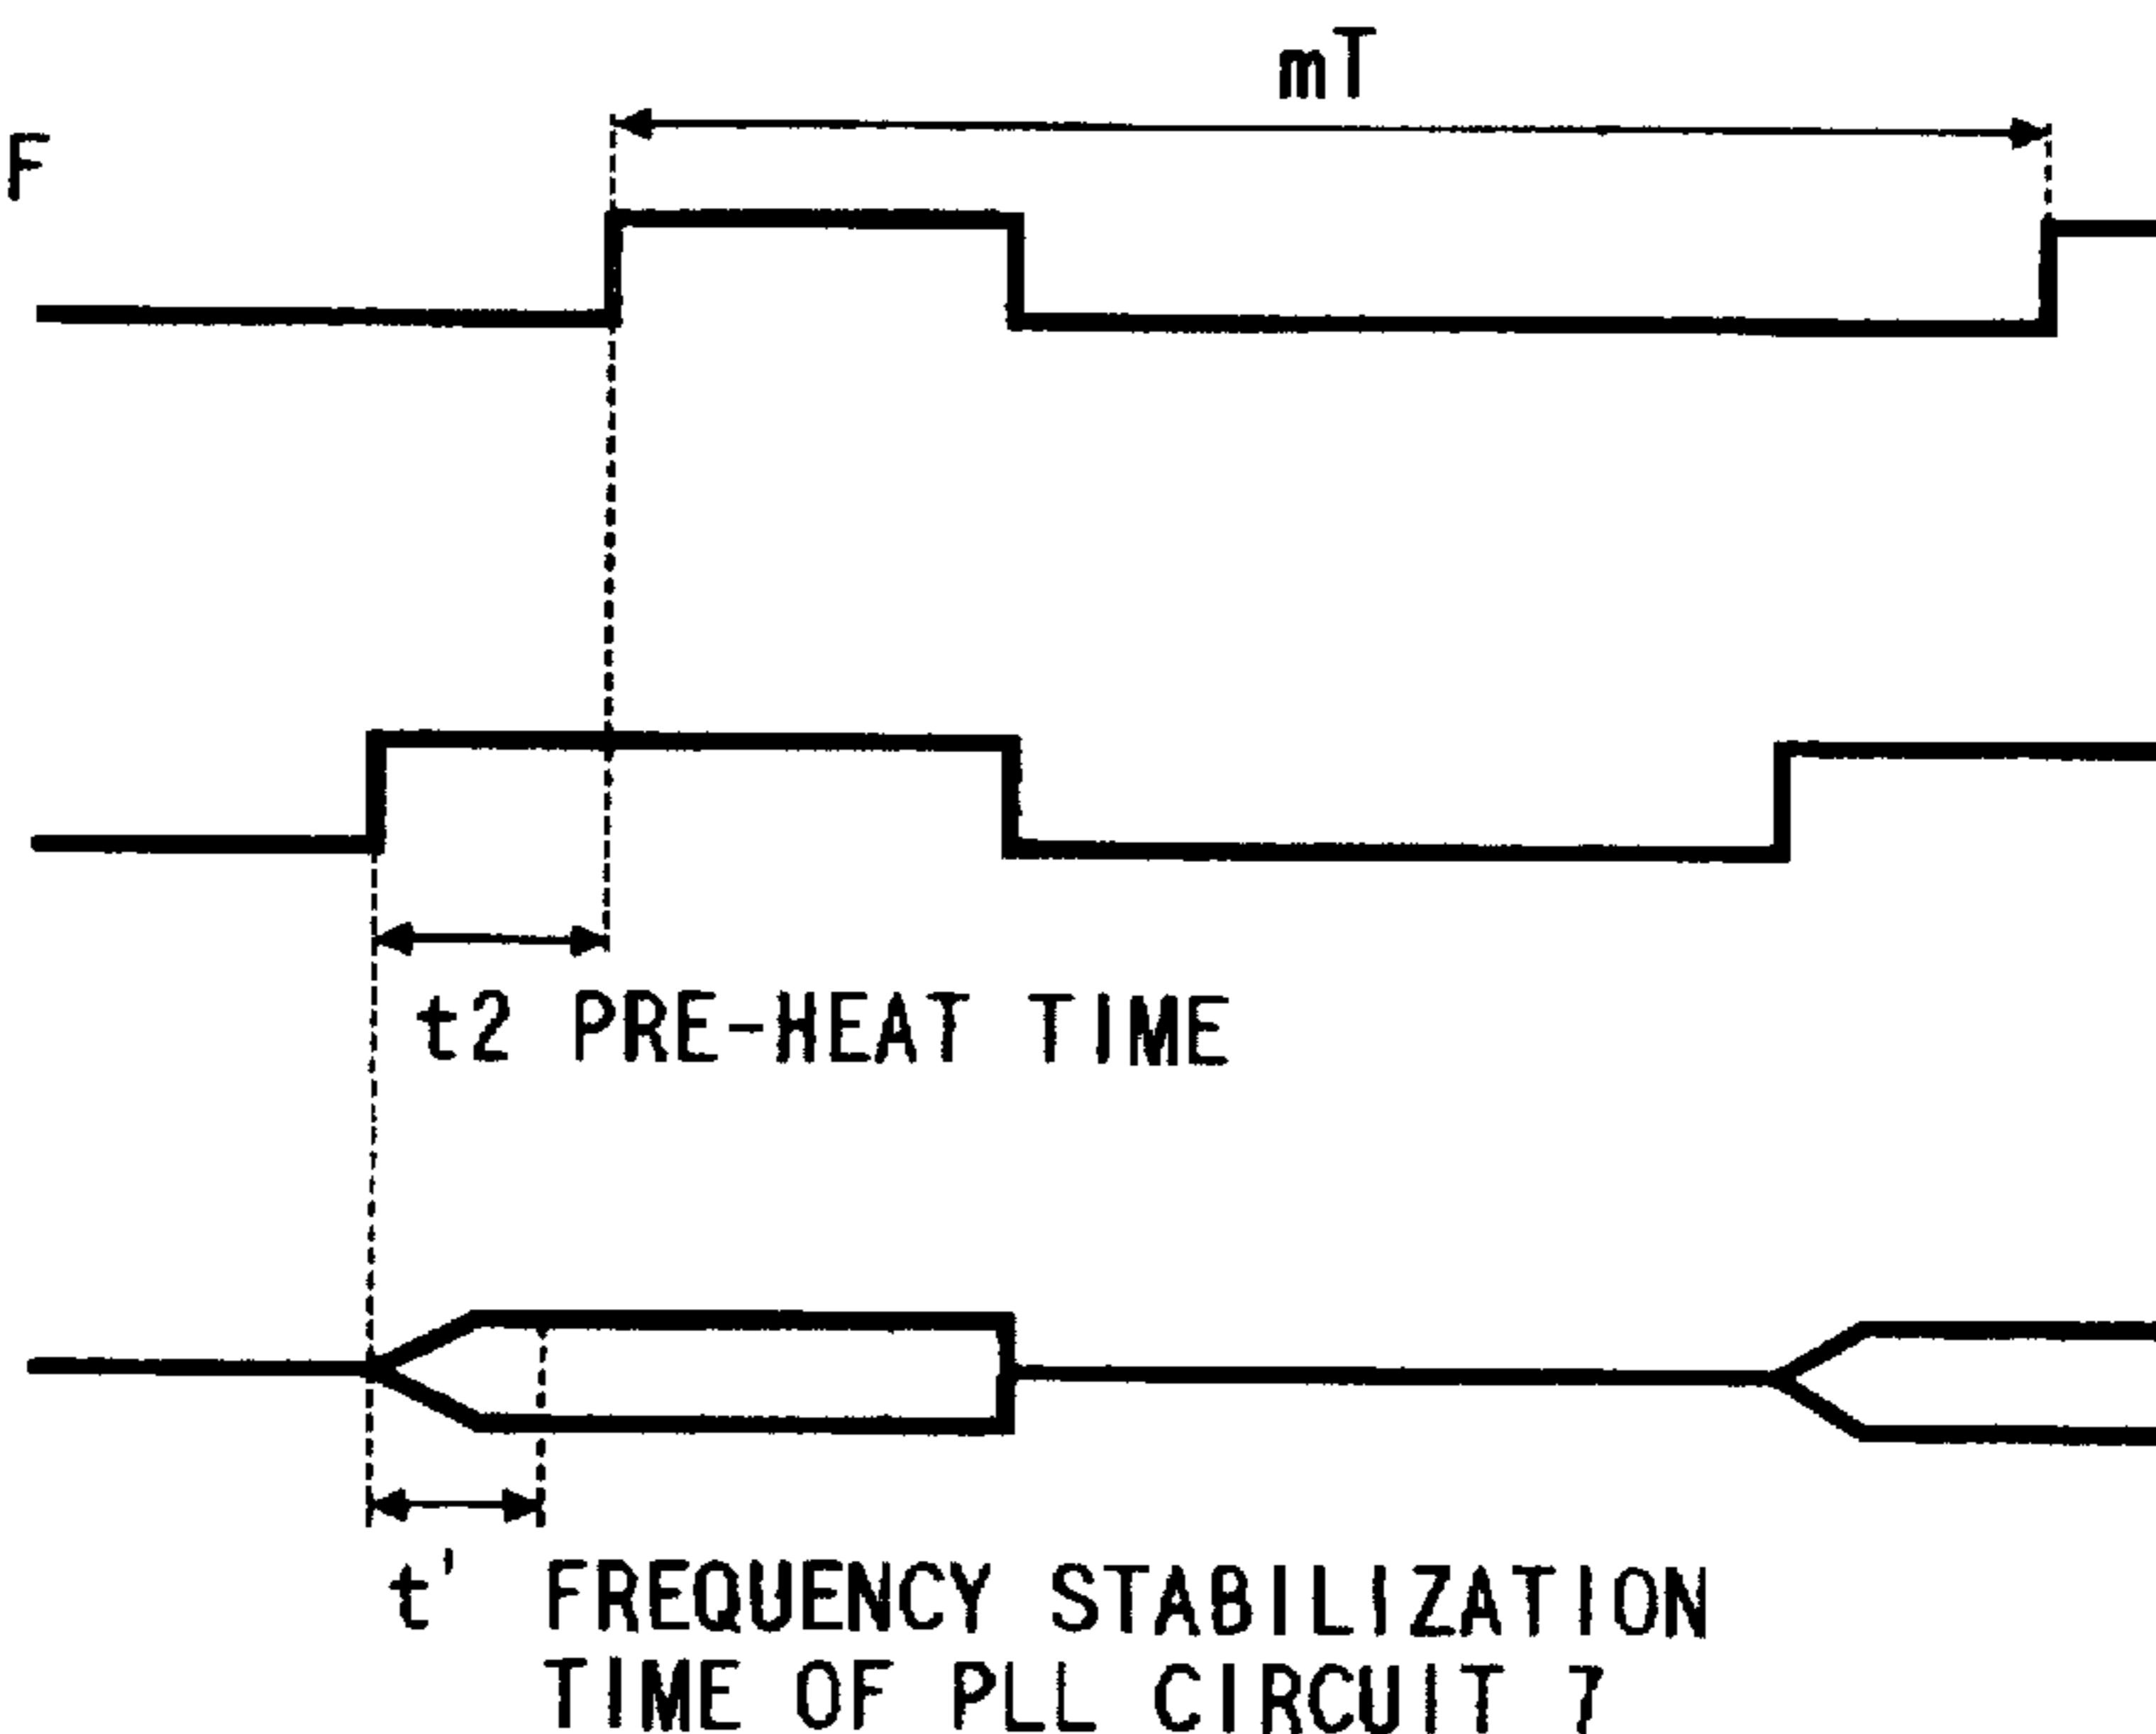 mT
F
t2 PRE-HEAT TIME
t' FREQUENCY STABILIZATION
TIME OF PLL CIRCUIT 7